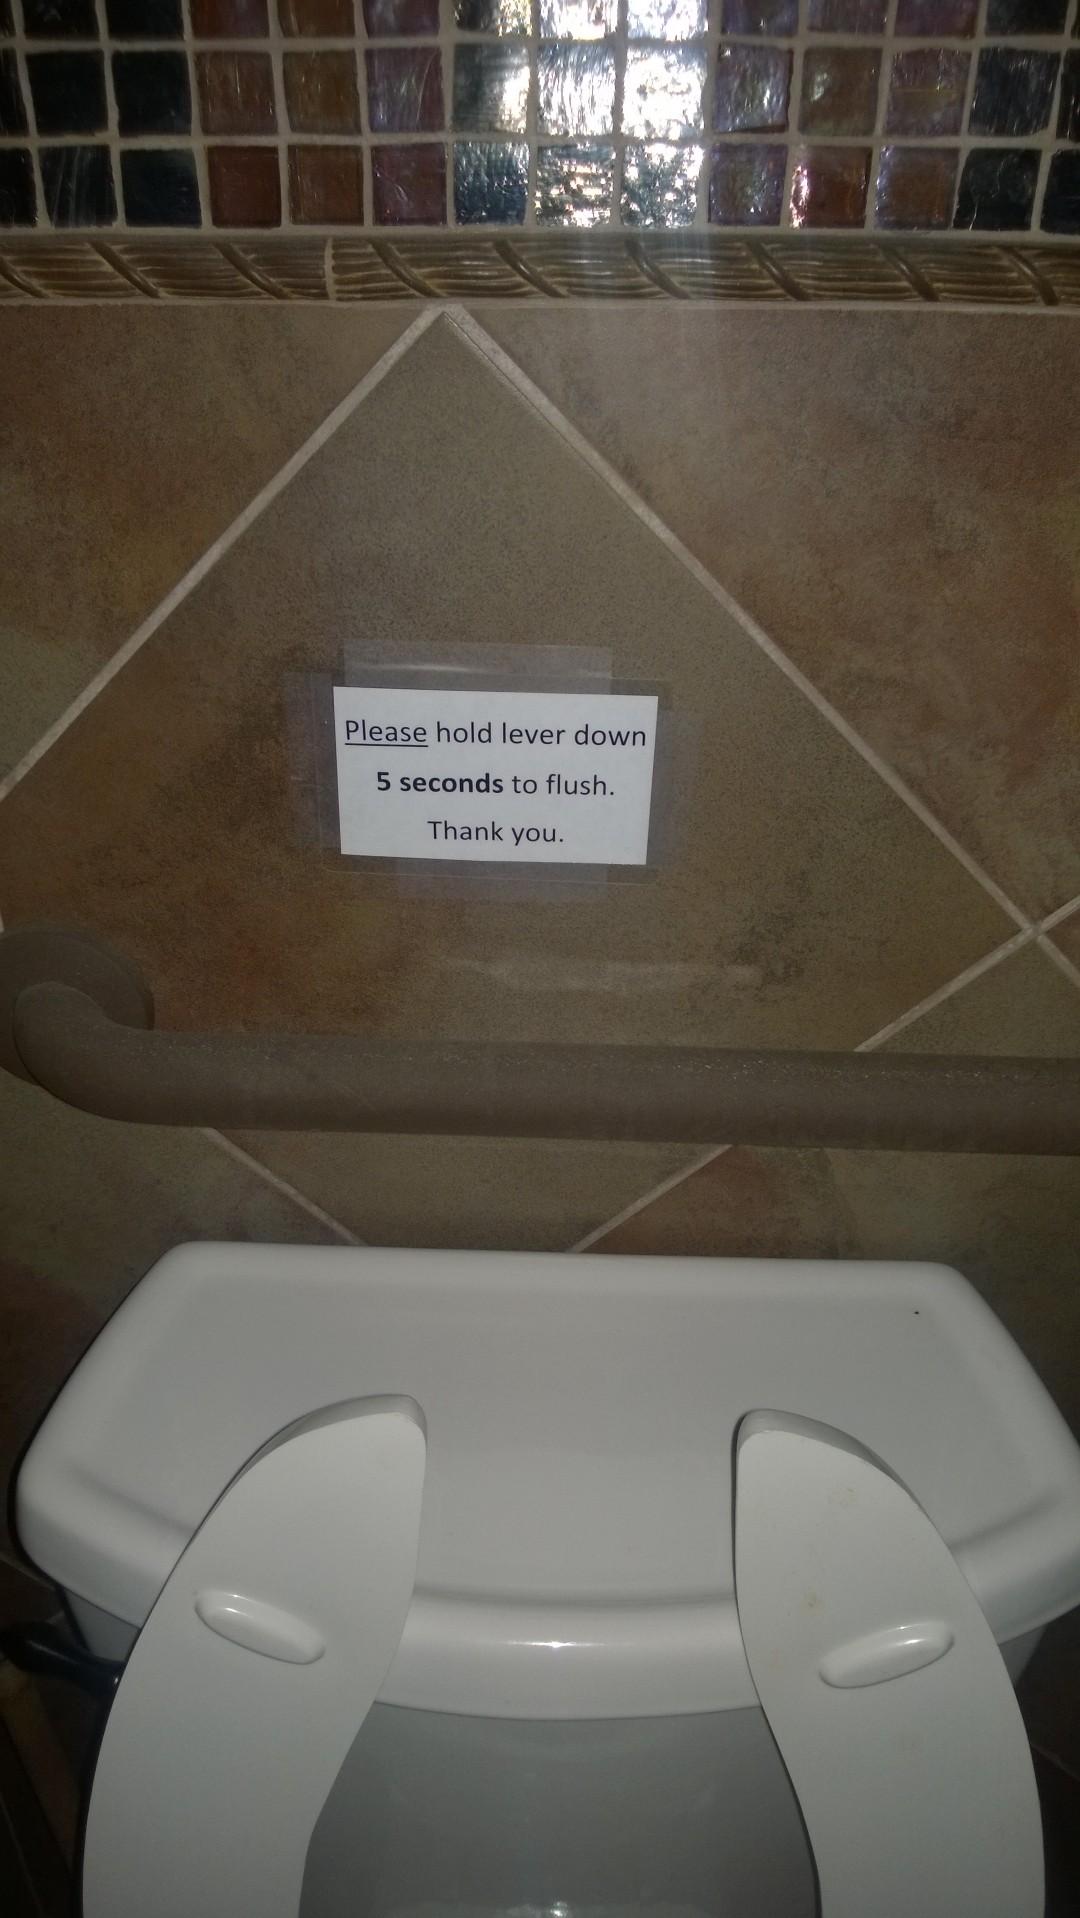 Please hold lever down
5 seconds to flush.
Thank you.